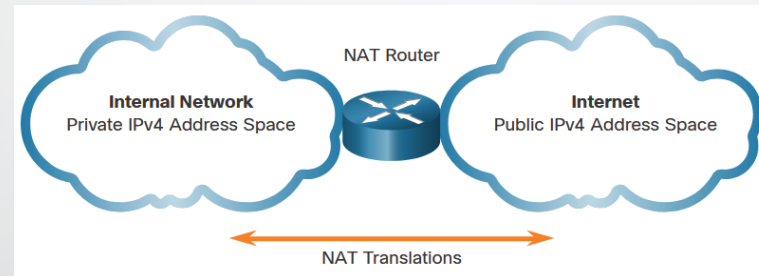 NAT Router
Internal Network
Private IPv4 Address Space
Internet
Public IPv4 Address Space
NAT Translations